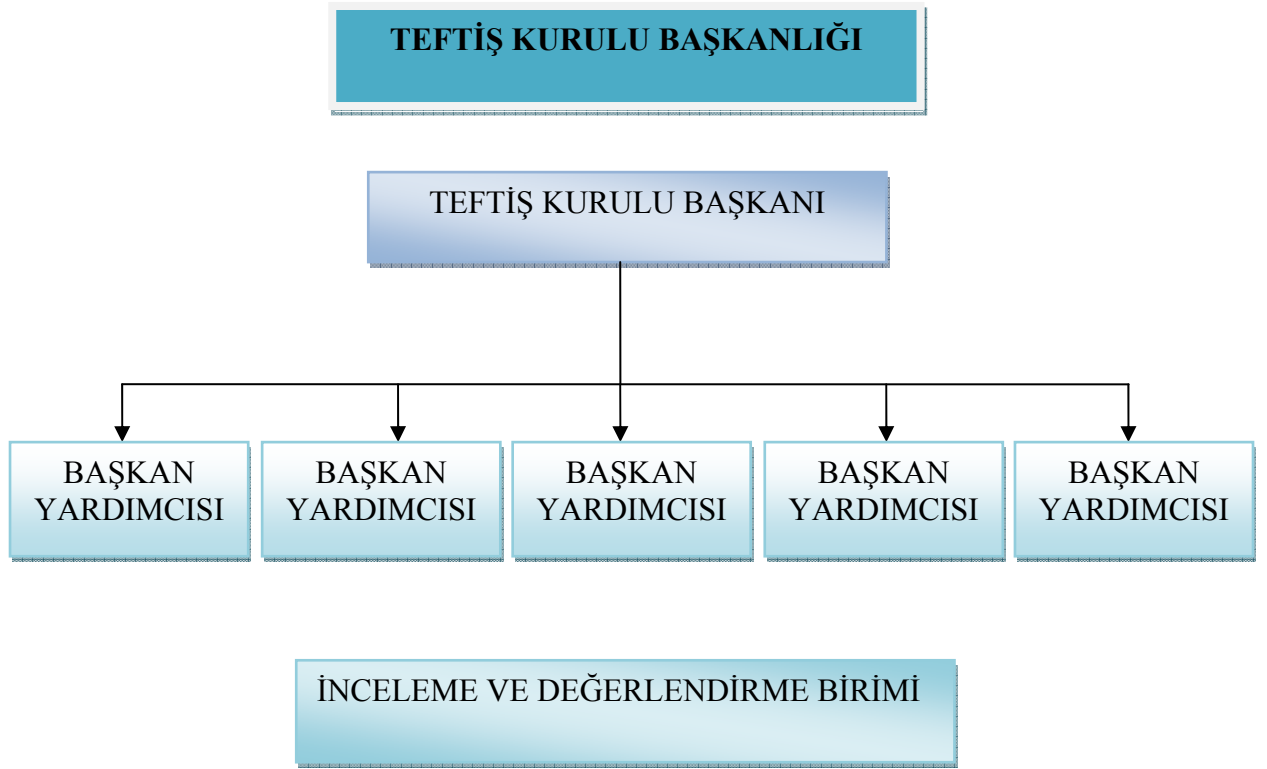 TEFTİŞ KURULU BAŞKANLIĞI
TEFTİŞ KURULU BAŞKANI
BAŞKAN
YARDIMCISI
BAŞKAN
YARDIMCISI
BAŞKAN
YARDIMCISI
BAŞKAN
YARDIMCISI
BAŞKAN
YARDIMCISI
İNCELEME VE DEĞERLENDİRME BİRİMİ